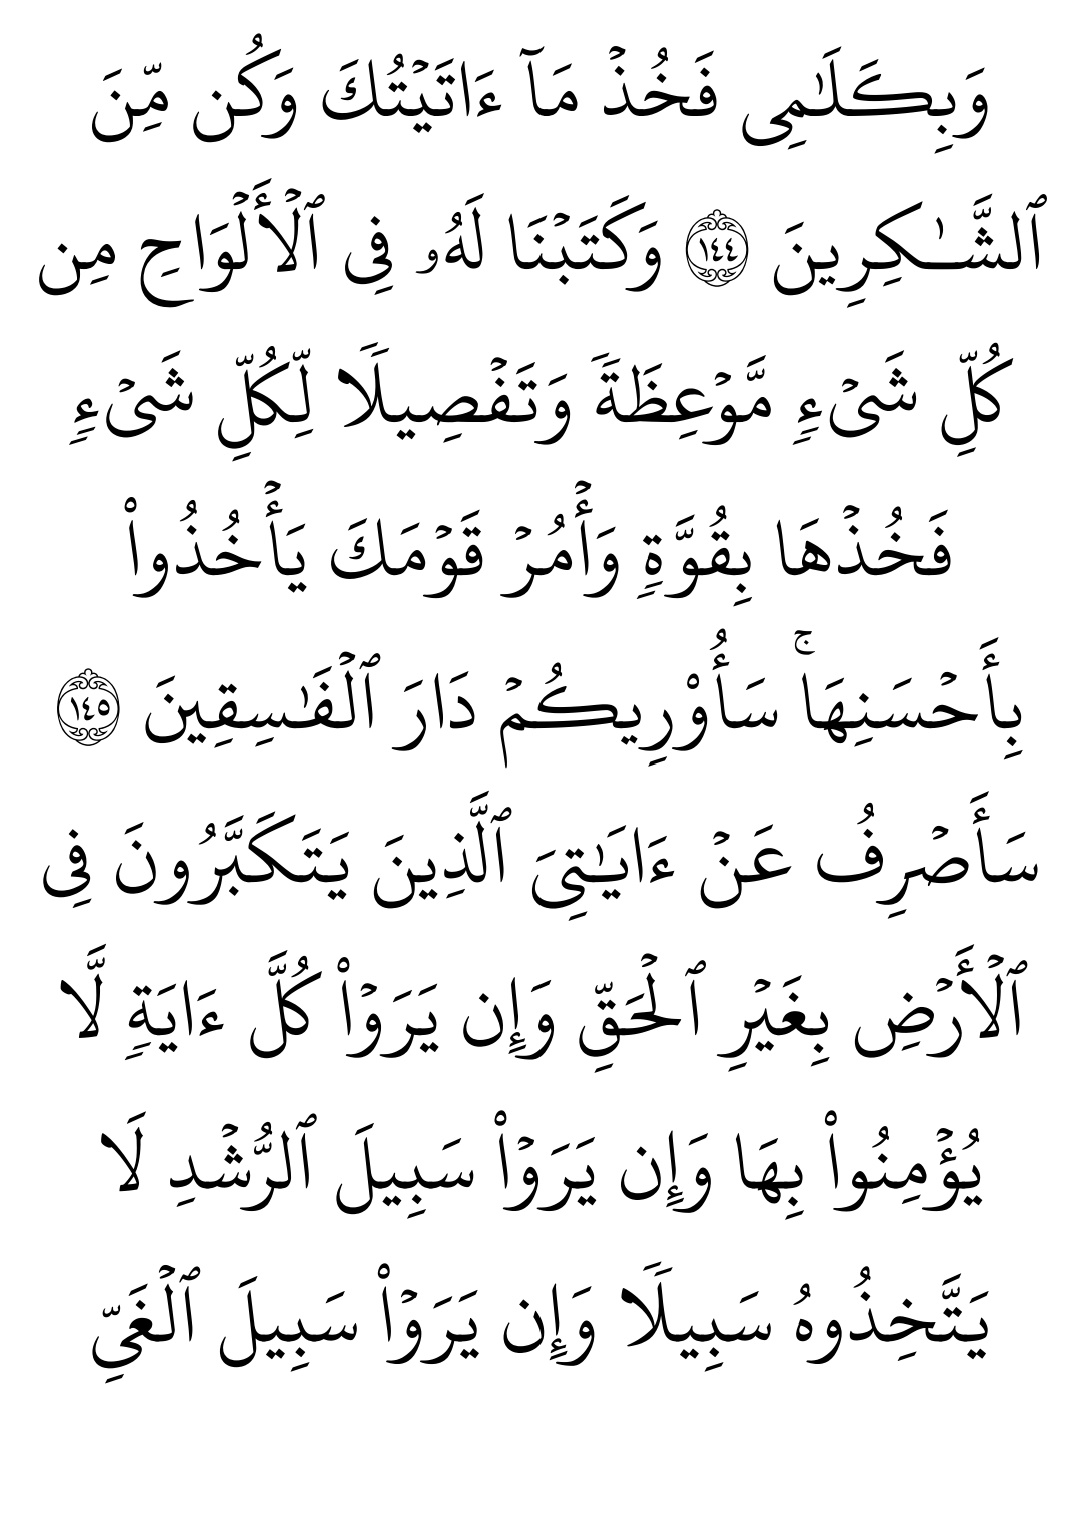 وَبِكَلَـٰمِى فَخُذۡ مَآ ءَاتَيۡتُكَ وَكُن مِّنَ
ٱلشَّـٰكِرِينَ ١٤٤ وَكَتَبۡنَا لَهُۥ فِى ٱلۡأَلۡوَاحِ مِن
كُلِّ شَىۡءٍ مَّوۡعِظَةً وَتَفۡصِيلًا لِّكُلِّ شَىۡءٍ
فَخُذۡهَا بِقُوَّةٍ وَأۡمُرۡ قَوۡمَكَ يَأۡخُذُواْ
بِأَحۡسَنِهَاۚ سَأُوْرِيكُمۡ دَارَ ٱلۡفَـٰسِقِينَ ١٤٥
سَأَصۡرِفُ عَنۡ ءَايَـٰتِىَ ٱلَّذِينَ يَتَكَبَّرُونَ فِى
ٱلۡأَرۡضِ بِغَيۡرِ ٱلۡحَقِّ وَإِن يَرَوۡاْ كُلَّ ءَايَةٍ لَّا
يُؤۡمِنُواْ بِهَا وَإِن يَرَوۡاْ سَبِيلَ ٱلرُّشۡدِ لَا
يَتَّخِذُوهُ سَبِيلًا وَإِن يَرَوۡاْ سَبِيلَ ٱلۡغَىِّ